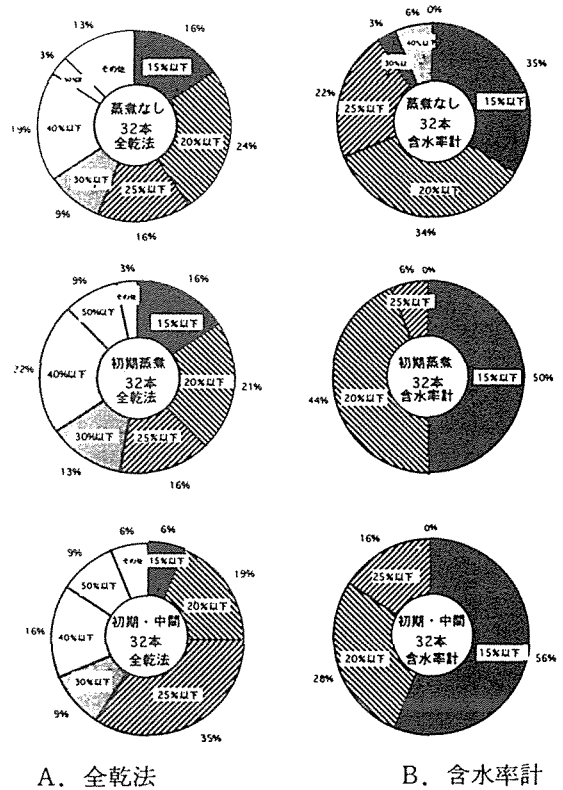 13%
16%
3%
その他
15%以下
19%
40%以下
蒸煮なし
32本
全乾法
20%以下
24%
30%以下
25%以下
9%
16%
6%
0%
3%
40%以下
30%以下
35%
22%
25%以下
蒸煮なし
32本
含水率計
15%以下
20%以下
34%
3%
9%
16%
その他
50%以下
15%以下
22%
40%以下
初期蒸煮
32本
全乾法
20%以下
21%
30%以下
25%以下
13%
16%
6%
0%
25%以下
初期蒸煮
32本
含水率計
15%以下
50%
44%
20%以下
6%
6%
9%
その他
15%以下
19%
50%以下
20%以下
16%
40%以下
初期・中間
32本
全乾法
30%以下
25%以下
9%
35%
0%
16%
25%以下
初期・中間
32本
含水率計
15%以下
56%
20%以下
28%
A. 全乾法
B. 含水率計